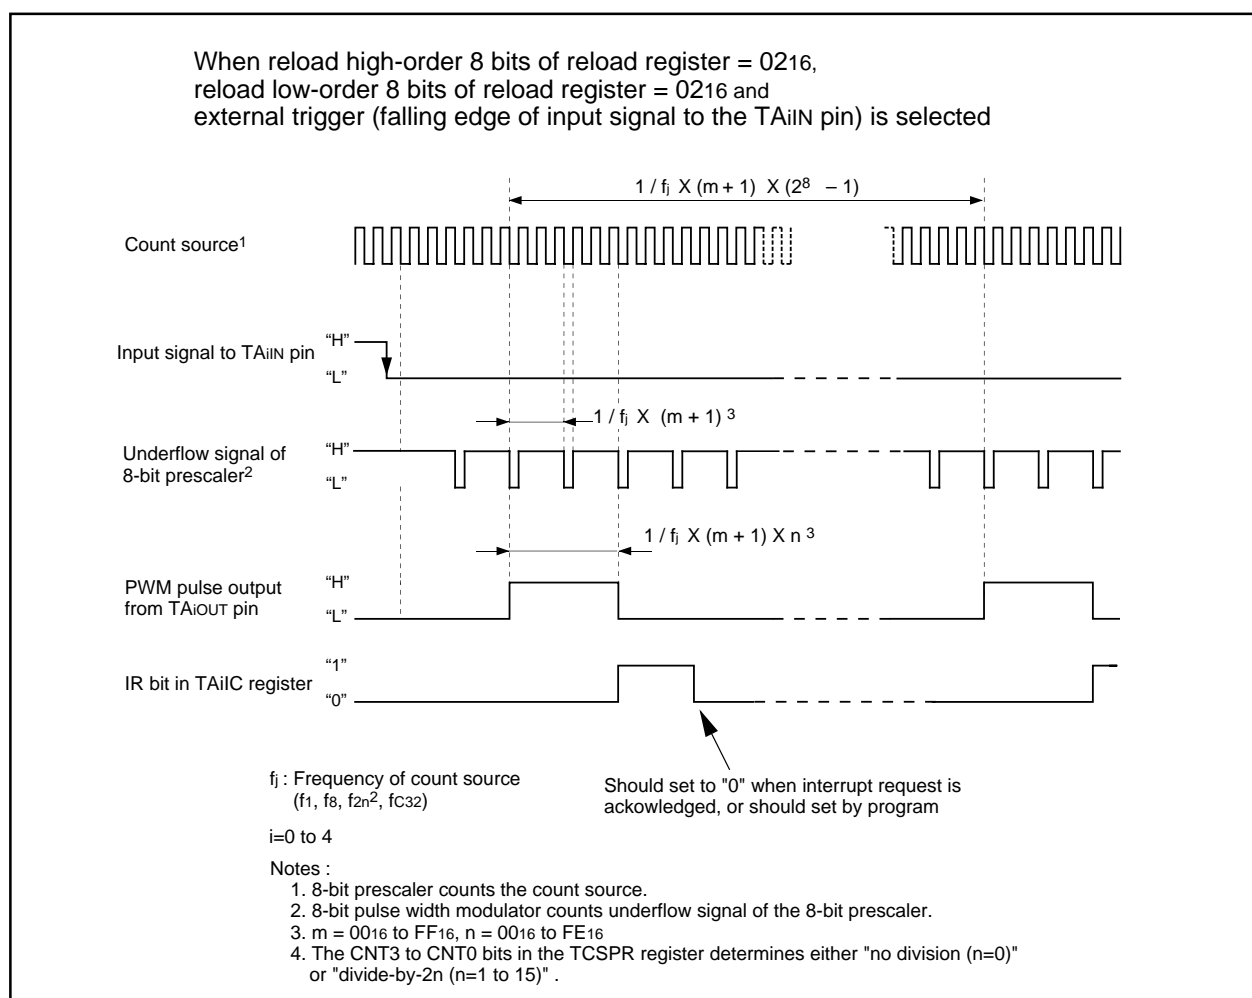 When reload high-order 8 bits of reload register = 0216,
reload low-order 8 bits of reload register = 0216 and
external trigger (falling edge of input signal to the TAiIN pin) is selected
1 / fj X (m + 1) X (2⁸ – 1)
Count source1
“H”
Input signal to TAiIN pin
“L”
1 / fj X (m + 1) 3
“H”
Underflow signal of
8-bit prescaler2
“L”
1 / fj X (m + 1) X n 3
“H”
PWM pulse output
from TAiOUT pin
“L”
“1”
IR bit in TAiIC register
“0”
fj : Frequency of count source
(f1, f8, f2n2, fC32)
Should set to "0" when interrupt request is
ackowledged, or should set by program
i=0 to 4
Notes :
1. 8-bit prescaler counts the count source.
2. 8-bit pulse width modulator counts underflow signal of the 8-bit prescaler.
3. m = 0016 to FF16, n = 0016 to FE16
4. The CNT3 to CNT0 bits in the TCSPR register determines either "no division (n=0)"
or "divide-by-2n (n=1 to 15)" .